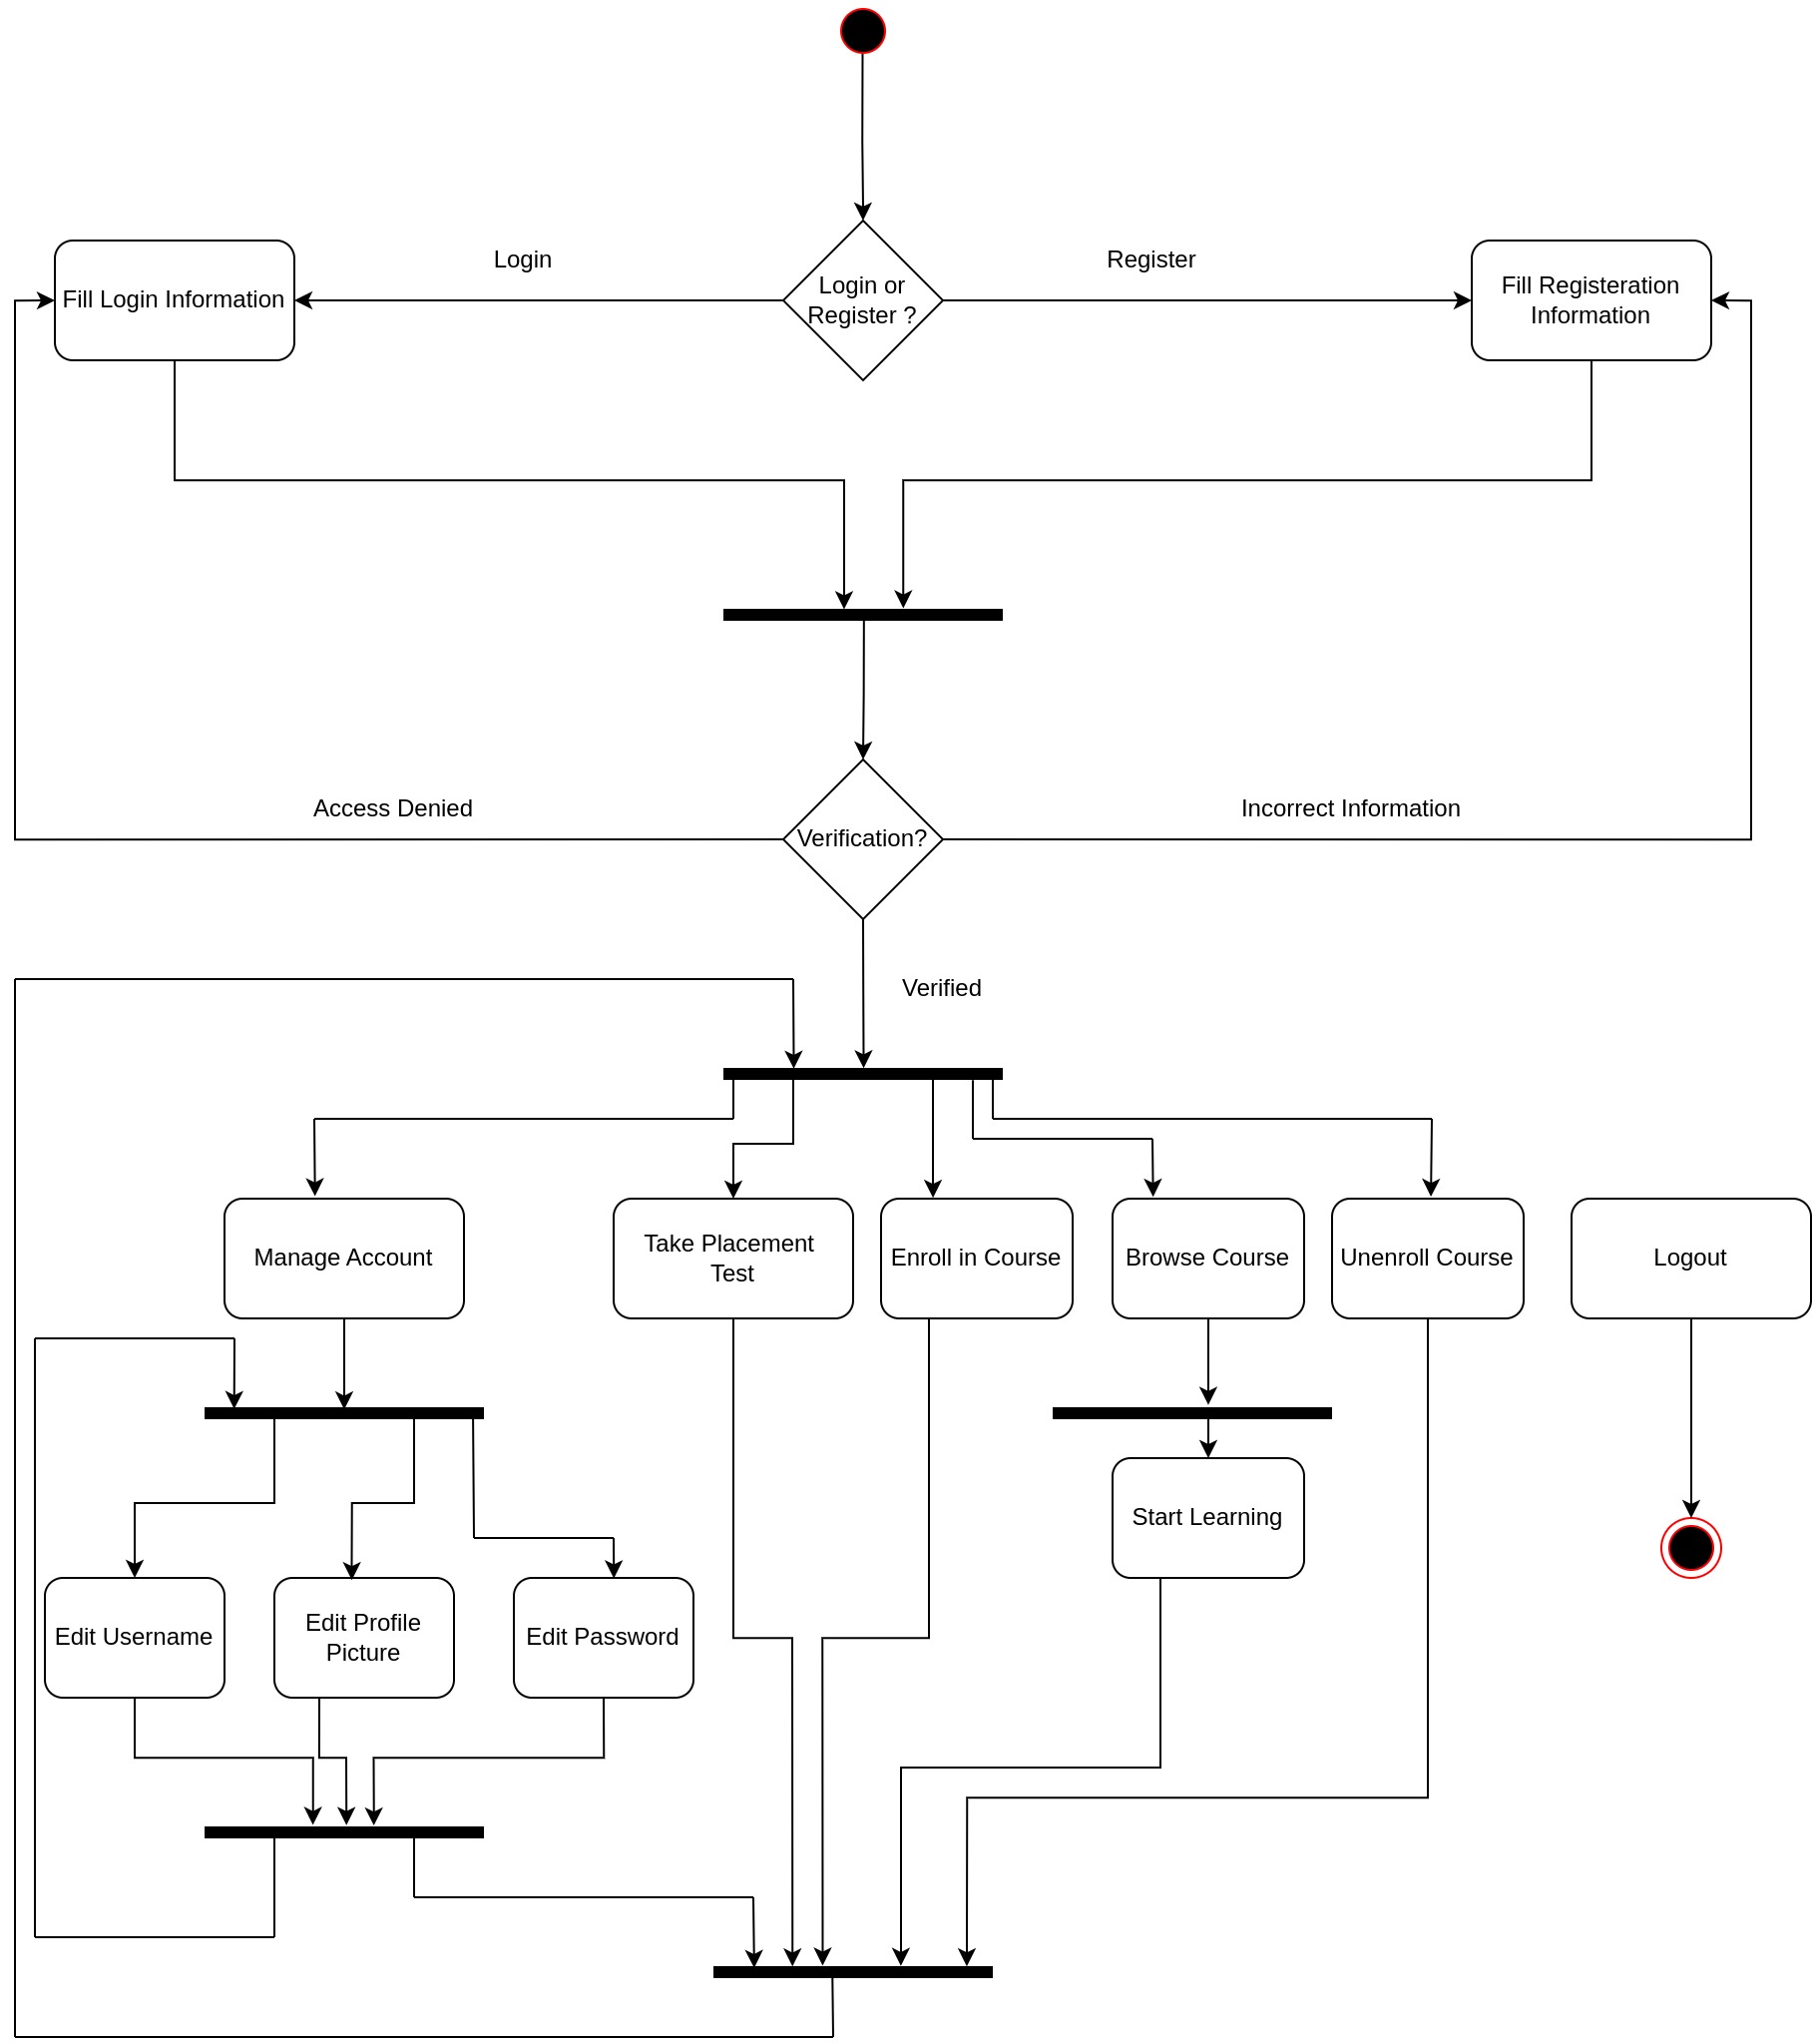 Login
Register
Fill Login Information
Login or
Register ?
Fill Registeration
Information
Access Denied
Verification?
Incorrect Information
Verified
Manage Account
Take Placement
Test
Enroll in Course
Browse Course
Unenroll Course
Logout
Start Learning
Edit Username
Edit Profile
Picture
Edit Password